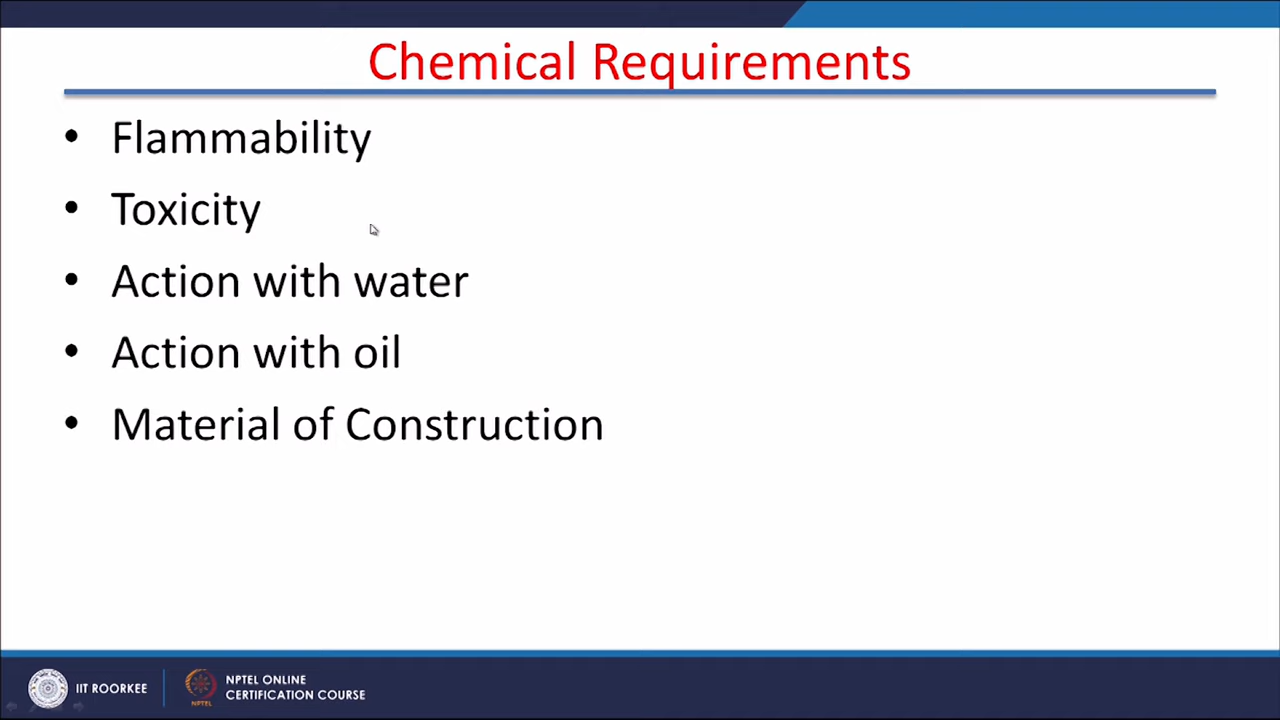 Chemical Requirements
• Flammability
• Toxicity
• Action with water
• Action with oil
• Material of Construction
IIT ROORKEE
NPTEL ONLINE
CERTIFICATION COURSE
NPTEL